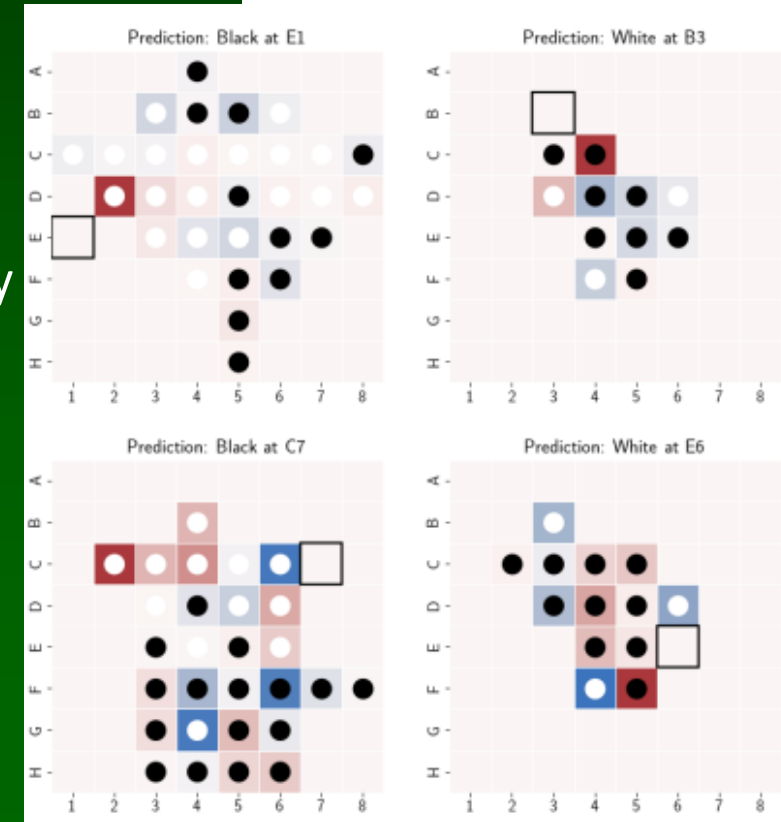 Prediction: Black at E1
A
B
C
D
E
F
G
H
1 2 3 4 5 6 7 8
Prediction: White at B3
A
B
C
D
E
F
G
H
1 2 3 4 5 6 7 8
y
Prediction: Black at C7
A
B
C
D
E
F
G
H
1 2 3 4 5 6 7 8
Prediction: White at E6
A
B
C
D
E
F
G
H
1 2 3 4 5 6 7 8